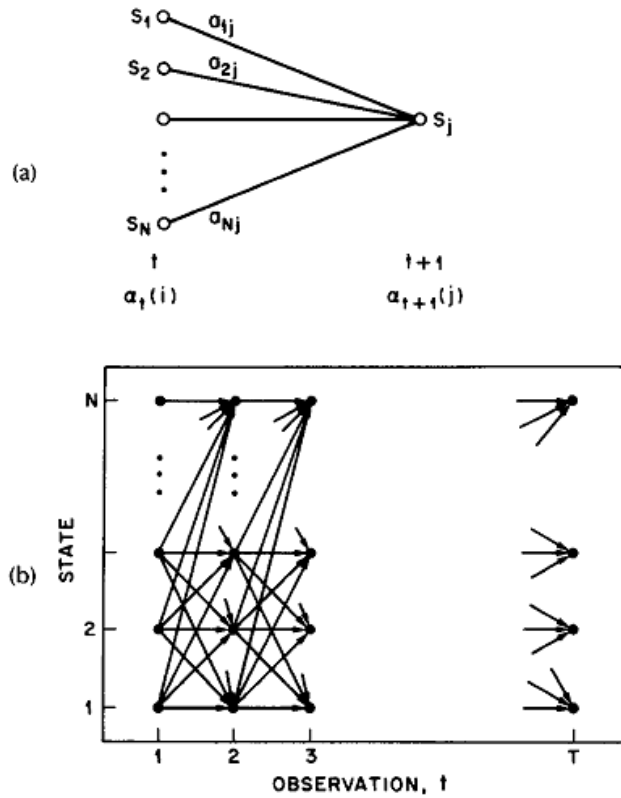 S1 a1j
S2 a2j
Sj
(a)
SN aNj
t t+1
αt(i) αt+1(j)
N
STATE
(b)
2
1
1 2 3 T
OBSERVATION, t